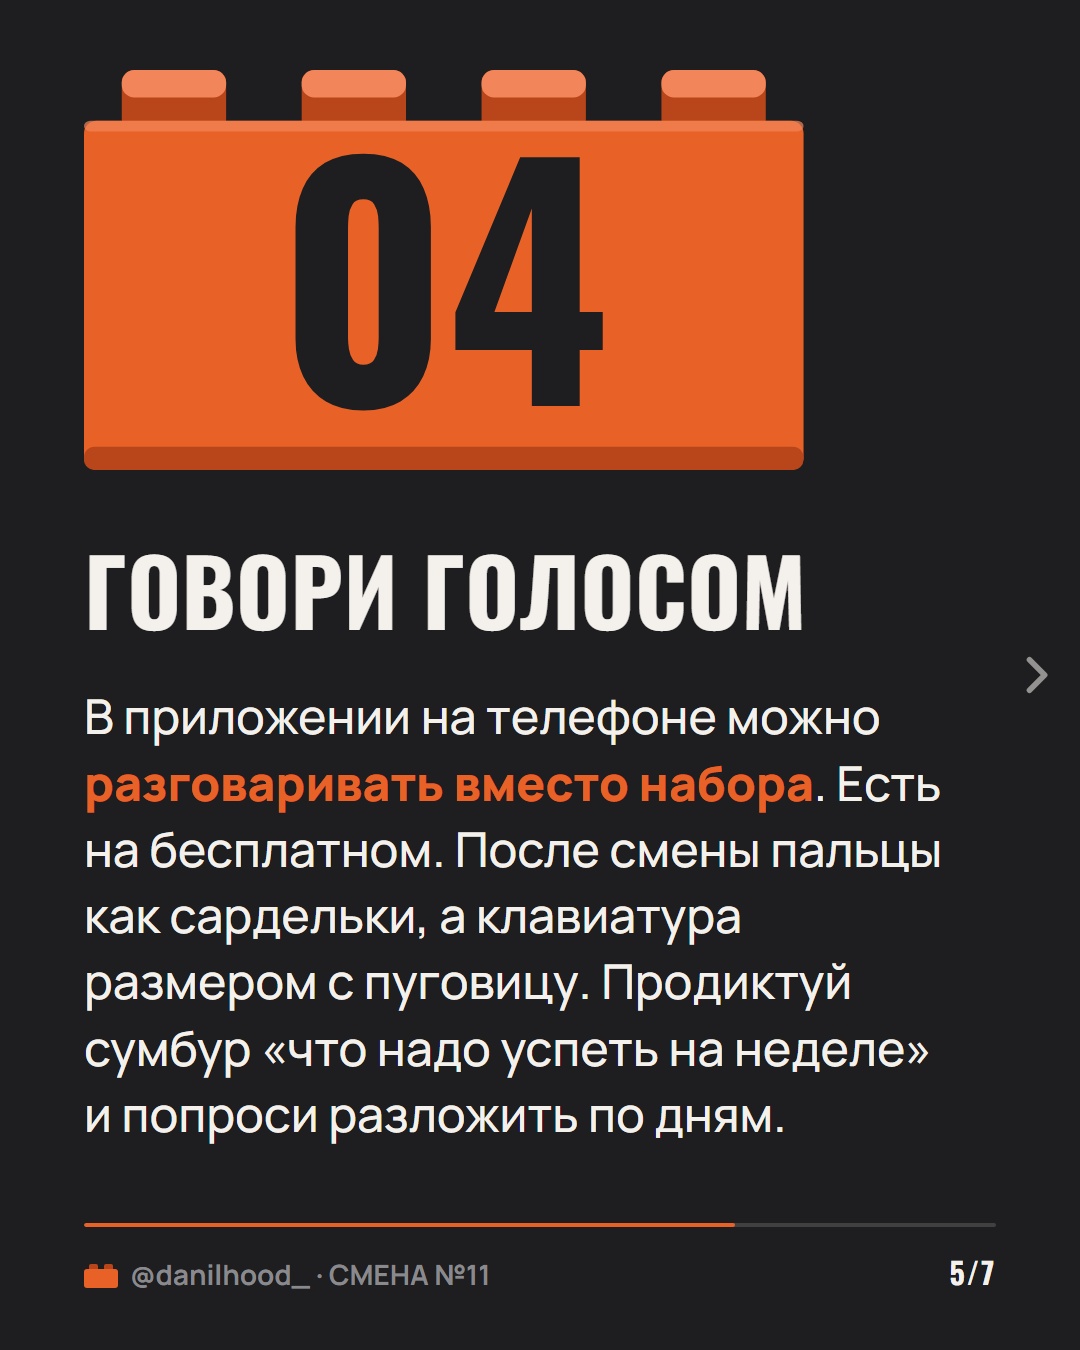 04
ГОВОРИ ГОЛОСОМ
В приложении на телефоне можно
разговаривать вместо набора. Есть
на бесплатном. После смены пальцы
как сардельки, а клавиатура
размером с пуговицу. Продиктуй
сумбур «что надо успеть на неделе»
и попроси разложить по дням.
@danilhood_ · СМЕНА №11
5/7